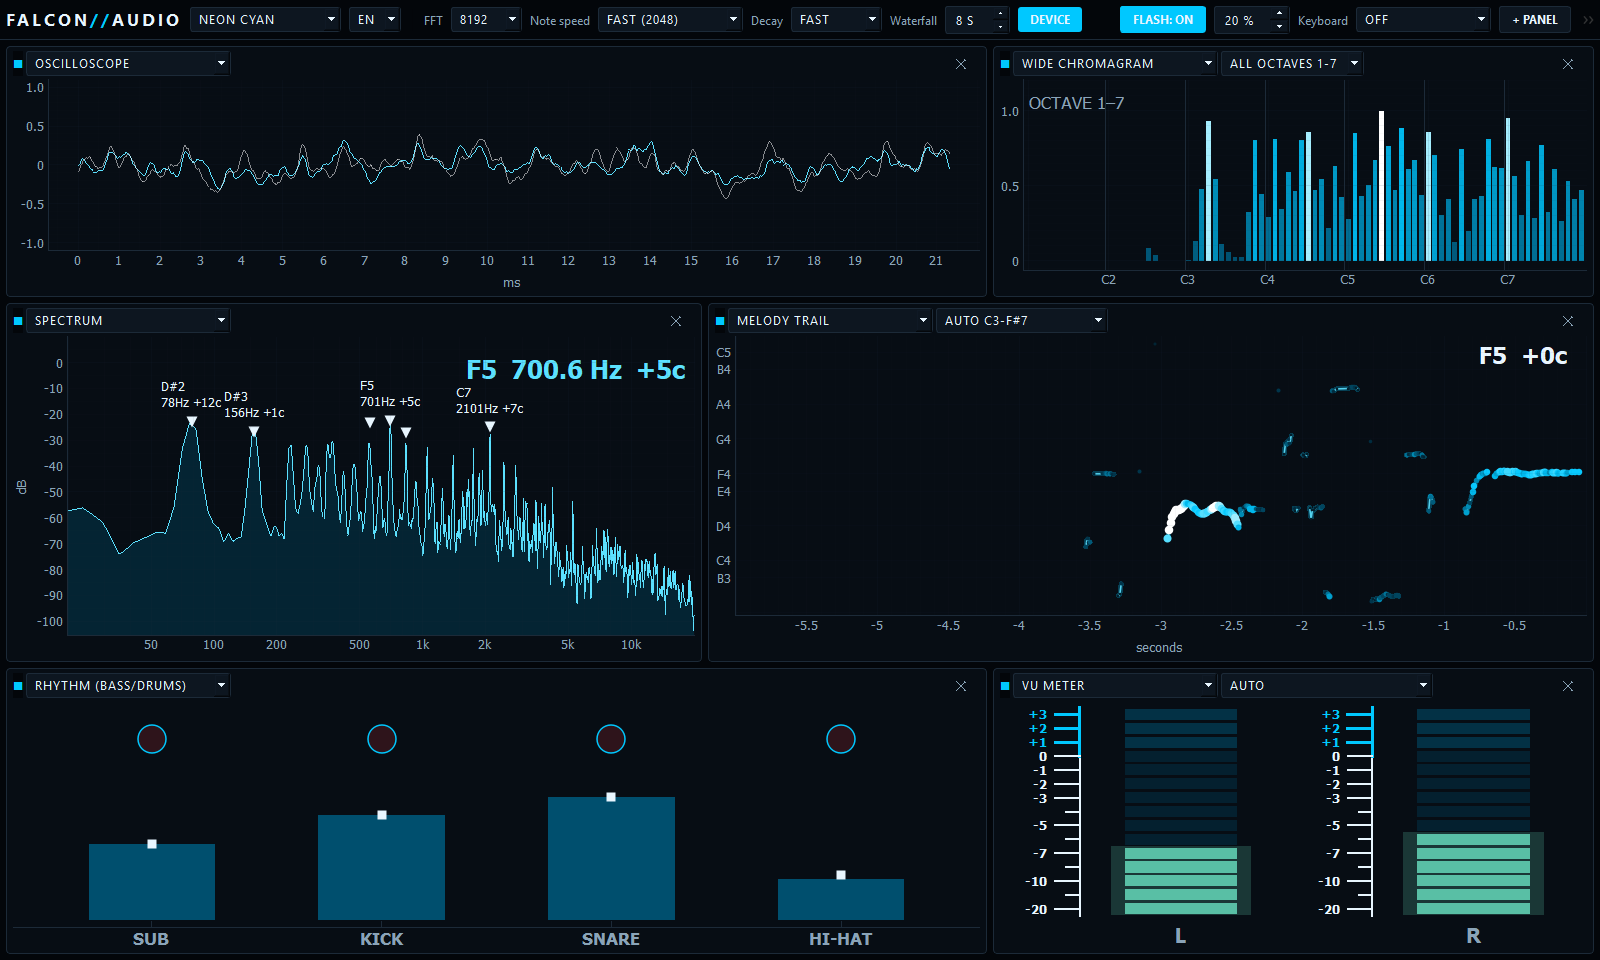 FALCON//AUDIO NEON CYAN EN FFT 8192 Note speed FAST (2048) Decay FAST Waterfall 8 S DEVICE FLASH: ON 20 % Keyboard OFF + PANEL
OSCILLOSCOPE
1.0
0.5
0
-0.5
-1.0
0 1 2 3 4 5 6 7 8 9 10 11 12 13 14 15 16 17 18 19 20 21
ms
WIDE CHROMAGRAM ALL OCTAVES 1-7
OCTAVE 1–7
1.0
0.5
0
C2 C3 C4 C5 C6 C7
SPECTRUM
F5 700.6 Hz +5c
D#2
78Hz +12c
D#3
156Hz +1c
F5
701Hz +5c
C7
2101Hz +7c
dB
0
-10
-20
-30
-40
-50
-60
-70
-80
-90
-100
50 100 200 500 1k 2k 5k 10k
MELODY TRAIL AUTO C3-F#7
F5 +0c
C5
B4
A4
G4
F4
E4
D4
C4
B3
-5.5 -5 -4.5 -4 -3.5 -3 -2.5 -2 -1.5 -1 -0.5
seconds
RHYTHM (BASS/DRUMS)
SUB KICK SNARE HI-HAT
VU METER AUTO
+3 +3
+2 +2
+1 +1
0 0
-1 -1
-2 -2
-3 -3
-5 -5
-7 -7
-10 -10
-20 -20
L R